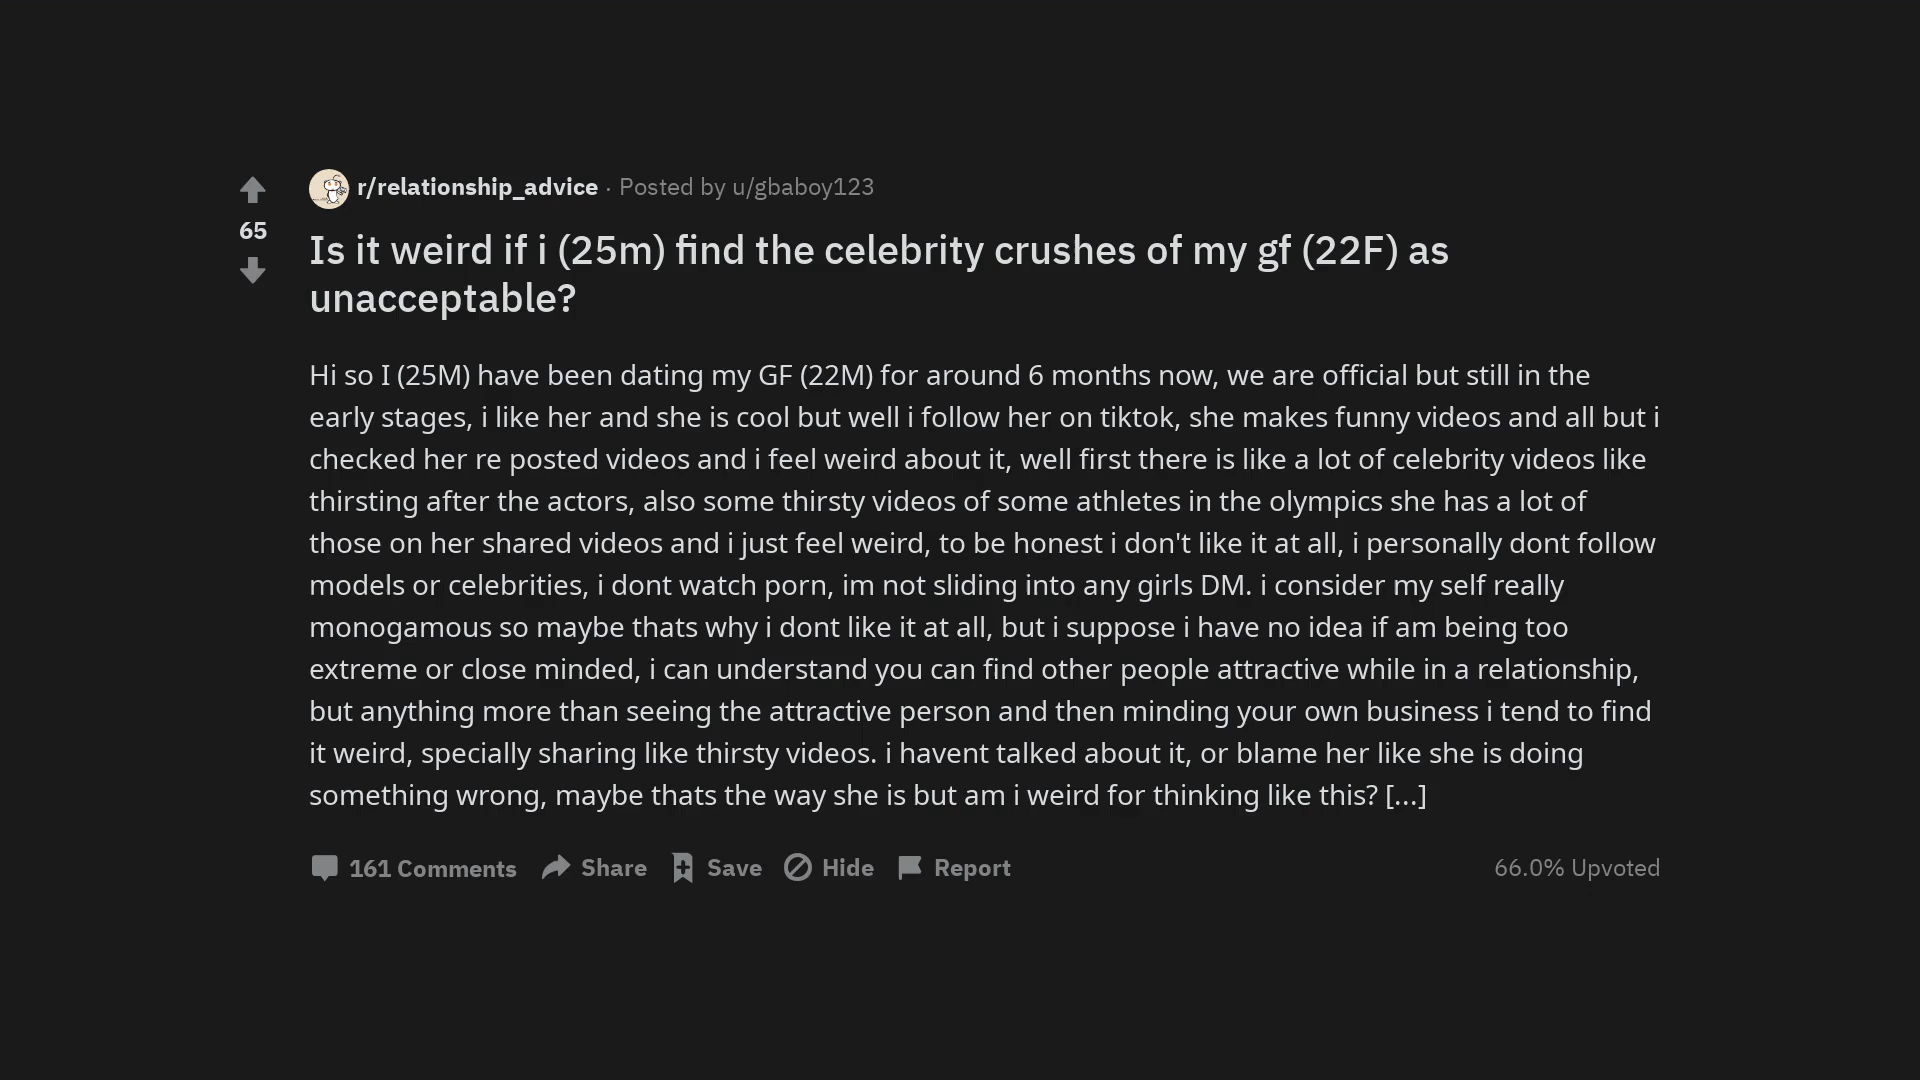 r/relationship_advice · Posted by u/gbaboy123
65
Is it weird if i (25m) find the celebrity crushes of my gf (22F) as
unacceptable?
Hi so I (25M) have been dating my GF (22M) for around 6 months now, we are official but still in the
early stages, i like her and she is cool but well i follow her on tiktok, she makes funny videos and all but i
checked her re posted videos and i feel weird about it, well first there is like a lot of celebrity videos like
thirsting after the actors, also some thirsty videos of some athletes in the olympics she has a lot of
those on her shared videos and i just feel weird, to be honest i don't like it at all, i personally dont follow
models or celebrities, i dont watch porn, im not sliding into any girls DM. i consider my self really
monogamous so maybe thats why i dont like it at all, but i suppose i have no idea if am being too
extreme or close minded, i can understand you can find other people attractive while in a relationship,
but anything more than seeing the attractive person and then minding your own business i tend to find
it weird, specially sharing like thirsty videos. i havent talked about it, or blame her like she is doing
something wrong, maybe thats the way she is but am i weird for thinking like this? [...]
161 Comments Share Save Hide Report 66.0% Upvoted